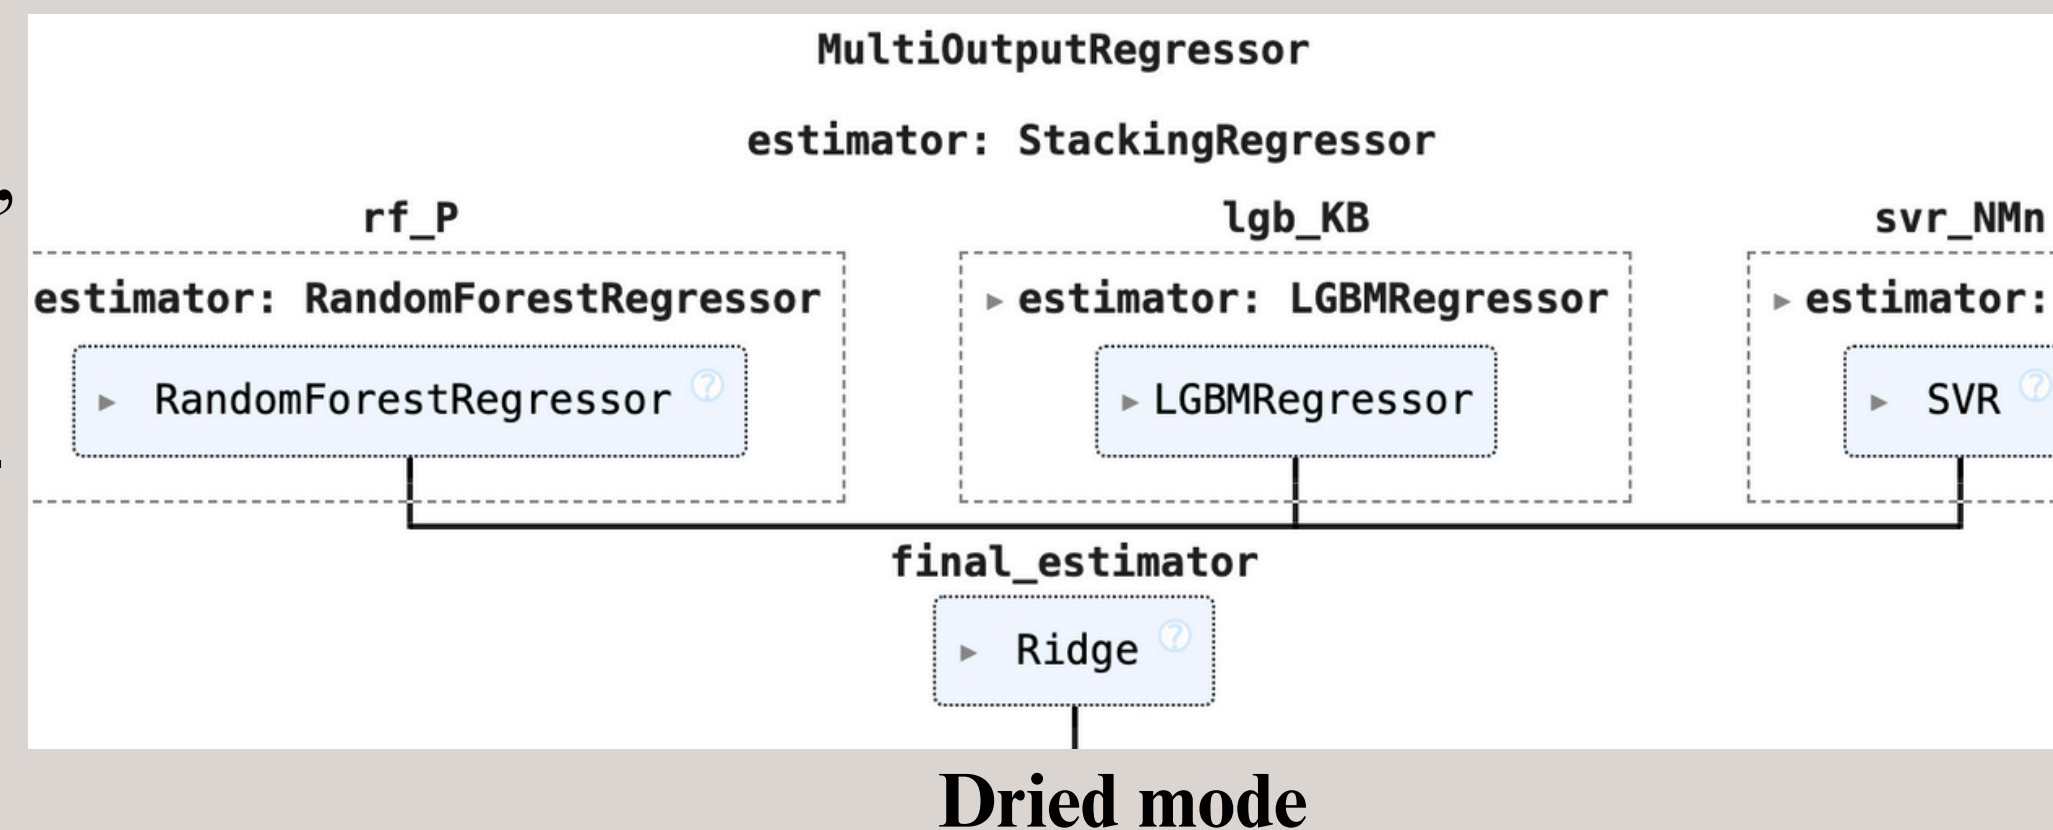 MultiOutputRegressor
estimator: StackingRegressor
rf_P lgb_KB svr_NMn
estimator: RandomForestRegressor ▸ estimator: LGBMRegressor ▸ estimator:
▸ RandomForestRegressor ? ▸ LGBMRegressor ▸ SVR ?
final_estimator
▸ Ridge ?
Dried mode